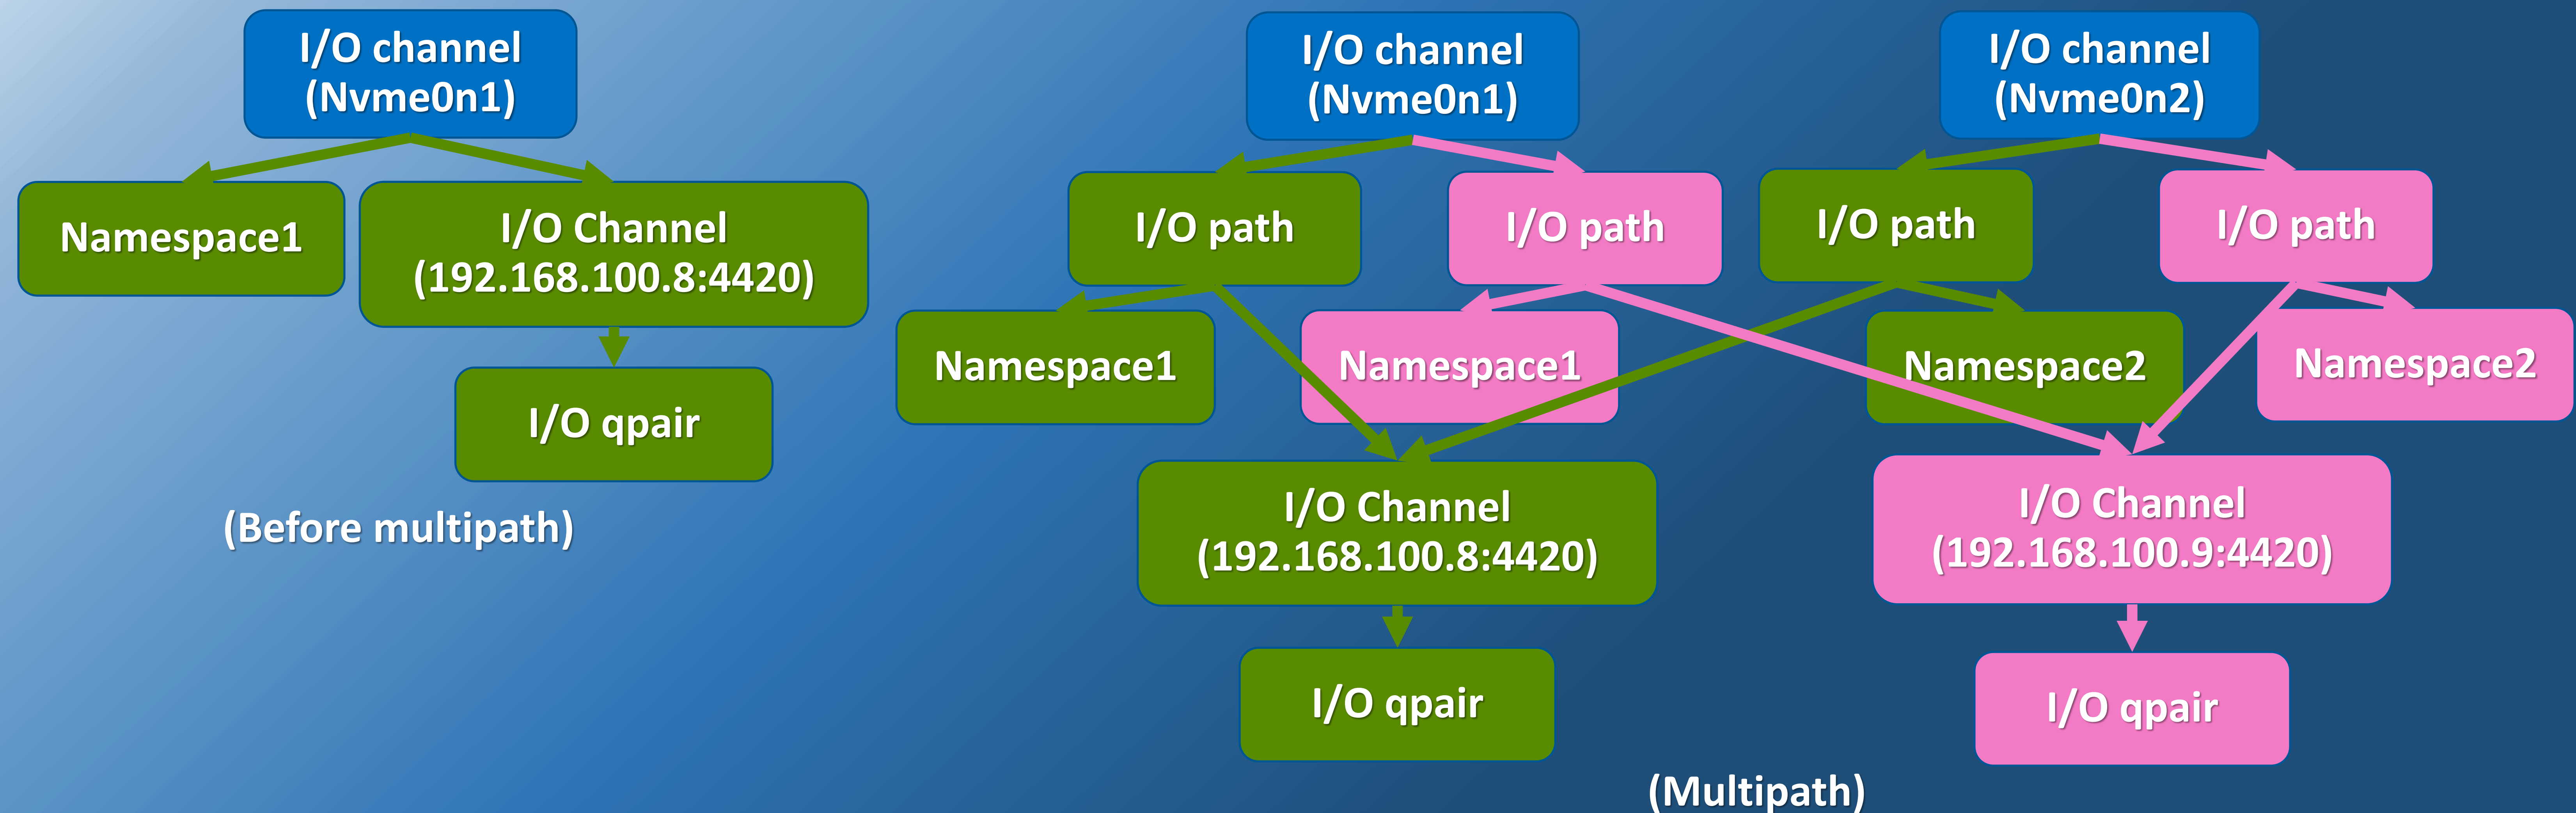 I/O channel
(Nvme0n1)
Namespace1
I/O Channel
(192.168.100.8:4420)
I/O qpair
(Before multipath)
I/O channel
(Nvme0n1)
I/O channel
(Nvme0n2)
I/O path
I/O path
I/O path
I/O path
Namespace1
Namespace1
Namespace2
Namespace2
I/O Channel
(192.168.100.8:4420)
I/O Channel
(192.168.100.9:4420)
I/O qpair
I/O qpair
(Multipath)